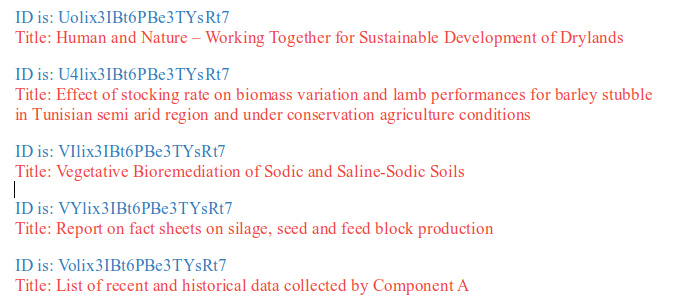 ID is: Uolix3IBt6PBe3TYsRt7
Title: Human and Nature – Working Together for Sustainable Development of Drylands
ID is: U4lix3IBt6PBe3TYsRt7
Title: Effect of stocking rate on biomass variation and lamb performances for barley stubble
in Tunisian semi arid region and under conservation agriculture conditions
ID is: VIlix3IBt6PBe3TYsRt7
Title: Vegetative Bioremediation of Sodic and Saline-Sodic Soils
ID is: VYlix3IBt6PBe3TYsRt7
Title: Report on fact sheets on silage, seed and feed block production
ID is: Volix3IBt6PBe3TYsRt7
Title: List of recent and historical data collected by Component A